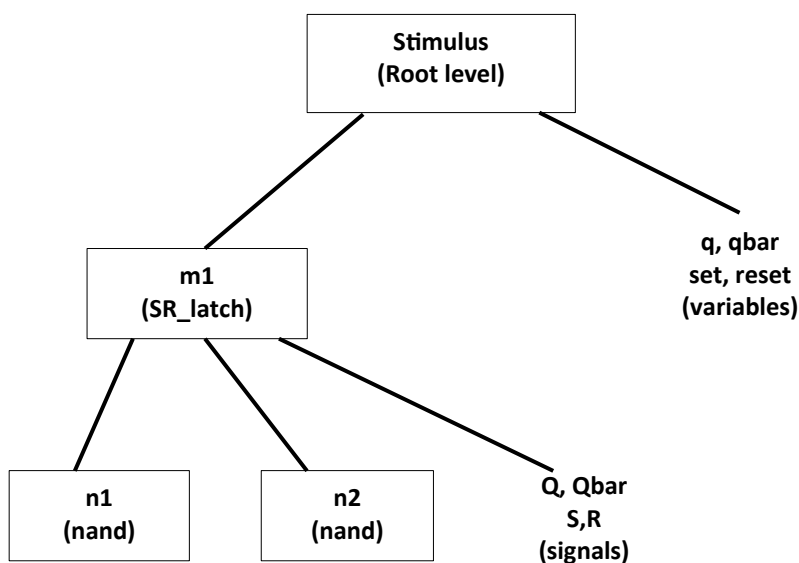 Stimulus
(Root level)
m1
(SR_latch)
q, qbar
set, reset
(variables)
n1
(nand)
n2
(nand)
Q, Qbar
S,R
(signals)